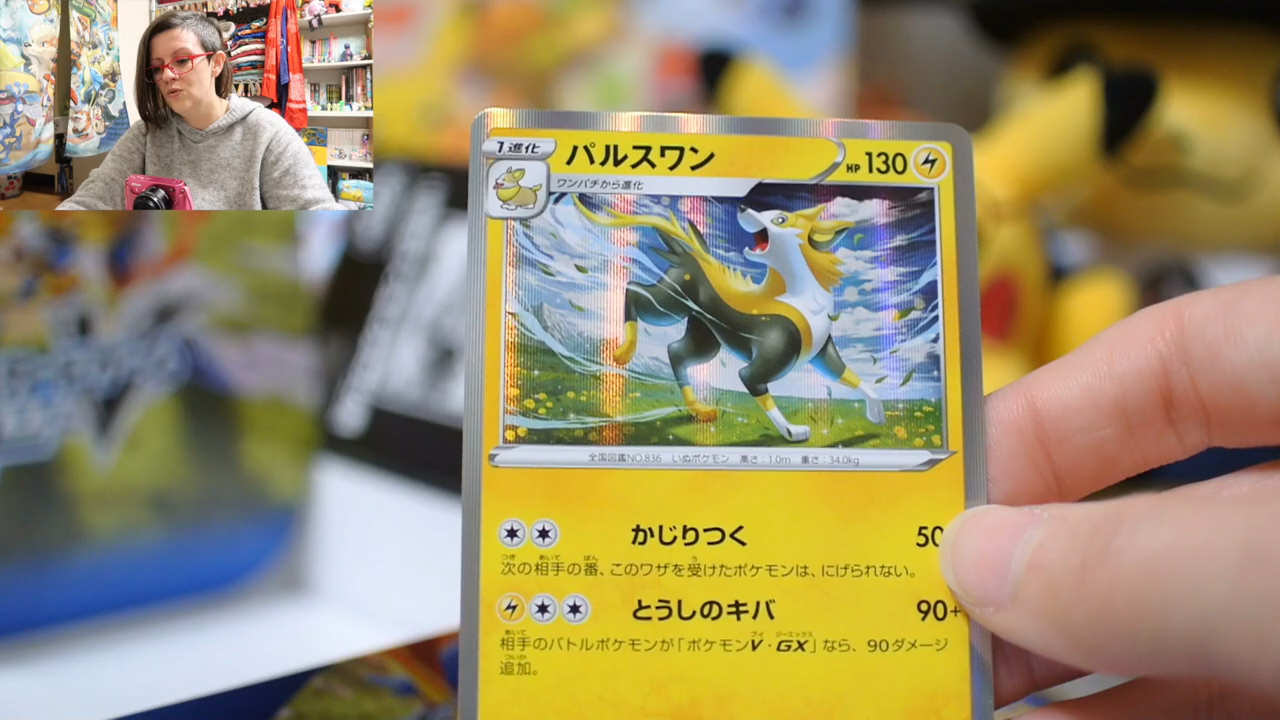 1進化
パルスワン
HP 130
ワンパチから進化
全国図鑑NO.836 いぬポケモン 高さ:1.0m 重さ:34.0kg
かじりつく 50
次の相手の番、このワザを受けたポケモンは、にげられない。
とうしのキバ 90+
相手のバトルポケモンが「ポケモンV・GX」なら、90ダメージ
追加。